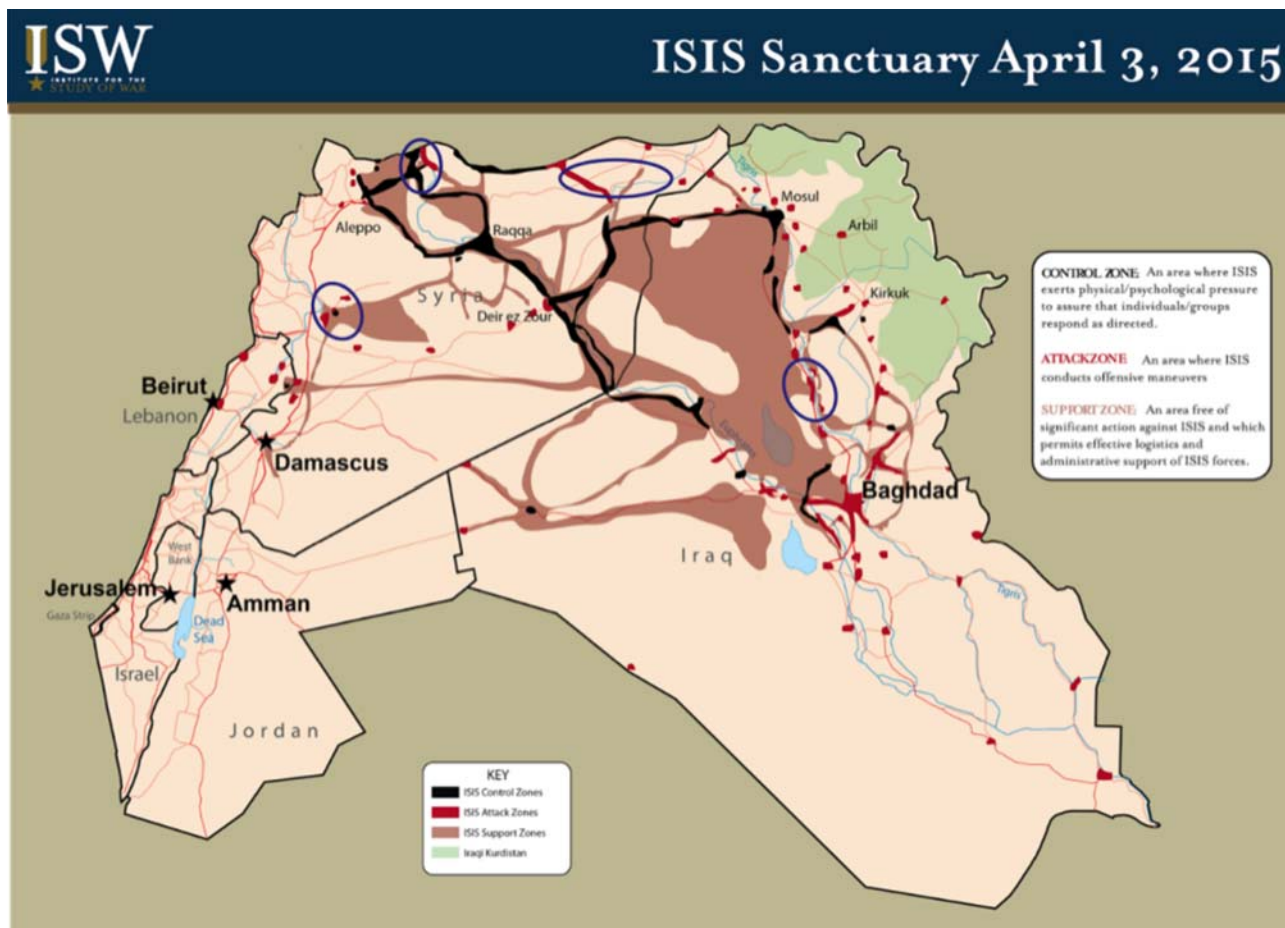 ISW
INSTITUTE FOR THE
STUDY OF WAR
ISIS Sanctuary April 3, 2015
Tigris
Mosul
Aleppo
Raqqa
Arbil
Syria
Kirkuk
Deir ez Zour
CONTROL ZONE: An area where ISIS
exerts physical/psychological pressure
to assure that individuals/groups
respond as directed.
ATTACK ZONE An area where ISIS
conducts offensive maneuvers
SUPPORT ZONE: An area free of
significant action against ISIS and which
permits effective logistics and
administrative support of ISIS forces.
Beirut
Lebanon
Euphrates
Damascus
Baghdad
Iraq
West
Bank
Jerusalem
Amman
Gaza Strip
Dead
Sea
Tigris
Israel
Jordan
KEY
ISIS Control Zones
ISIS Attack Zones
ISIS Support Zones
Iraqi Kurdistan